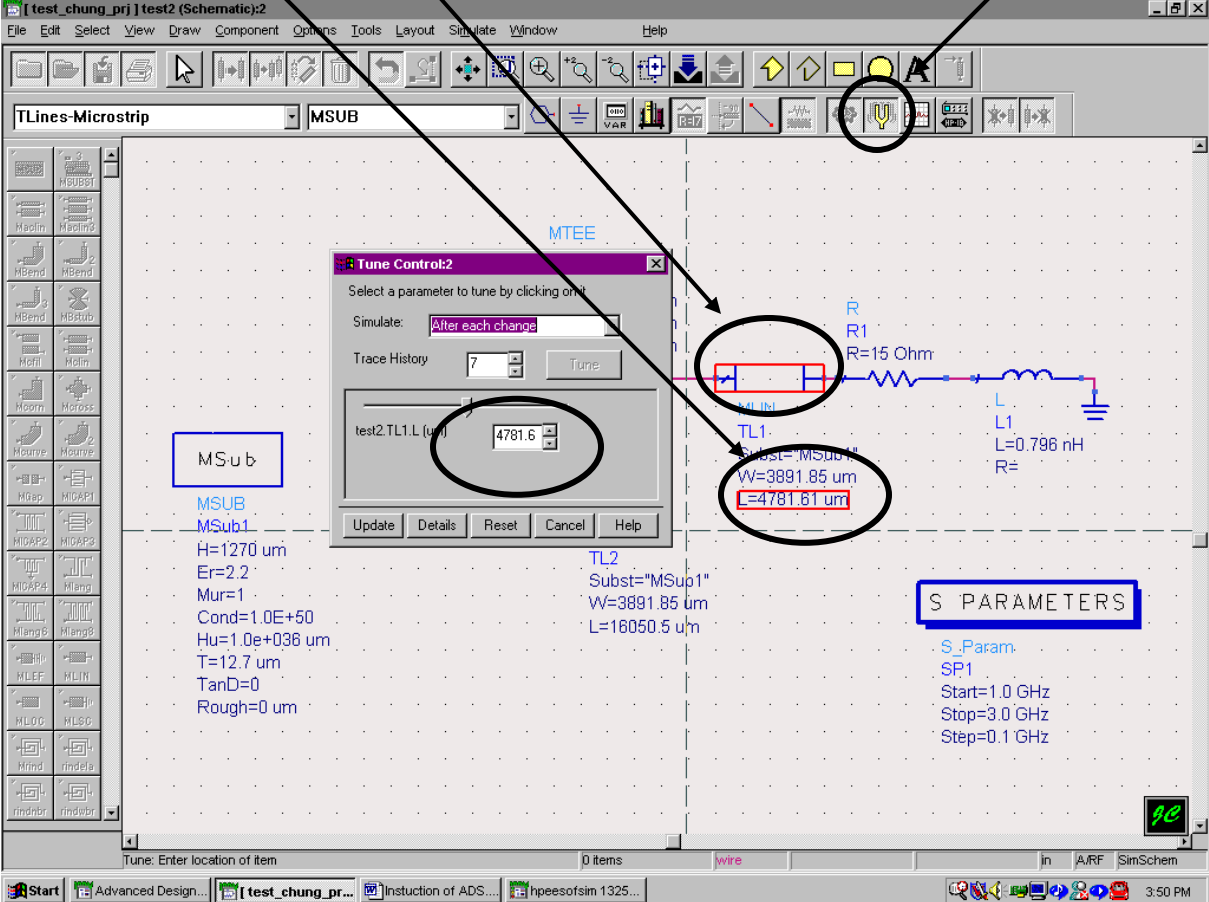 [ test_chung_prj ] test2 (Schematic):2
File Edit Select View Draw Component Options Tools Layout Simulate Window Help
TLines-Microstrip MSUB
VAR
MSUBST
Maclin Maclin3
MBend MBend
MBend MBstub
Mcfil Mclin
Mcorn Mcross
Mcurve Mcurve
MGap MICAP1
MICAP2 MICAP3
MICAP4 Mlang
Mlang6 Mlang8
MLEF MLIN
MLOC MLSC
Mrind rindela
rindnbr rindwbr
MTEE
Tune Control:2
Select a parameter to tune by clicking on it
Simulate: After each change
Trace History 7 Tune
test2.TL1.L (um) 4781.6
Update Details Reset Cancel Help
MSub
MSUB
MSub1
H=1270 um
Er=2.2
Mur=1
Cond=1.0E+50
Hu=1.0e+036 um
T=12.7 um
TanD=0
Rough=0 um
TL2
Subst="MSub1"
W=3891.85 um
L=16050.5 um
MLIN
TL1
Subst="MSub1"
W=3891.85 um
L=4781.61 um
R
R1
R=15 Ohm
L
L1
L=0.796 nH
R=
S PARAMETERS
S_Param
SP1
Start=1.0 GHz
Stop=3.0 GHz
Step=0.1 GHz
Tune: Enter location of item 0 items wire in A/RF SimSchem
Start Advanced Design... [ test_chung_pr... Instuction of ADS.... hpeesofsim 1325... 3:50 PM